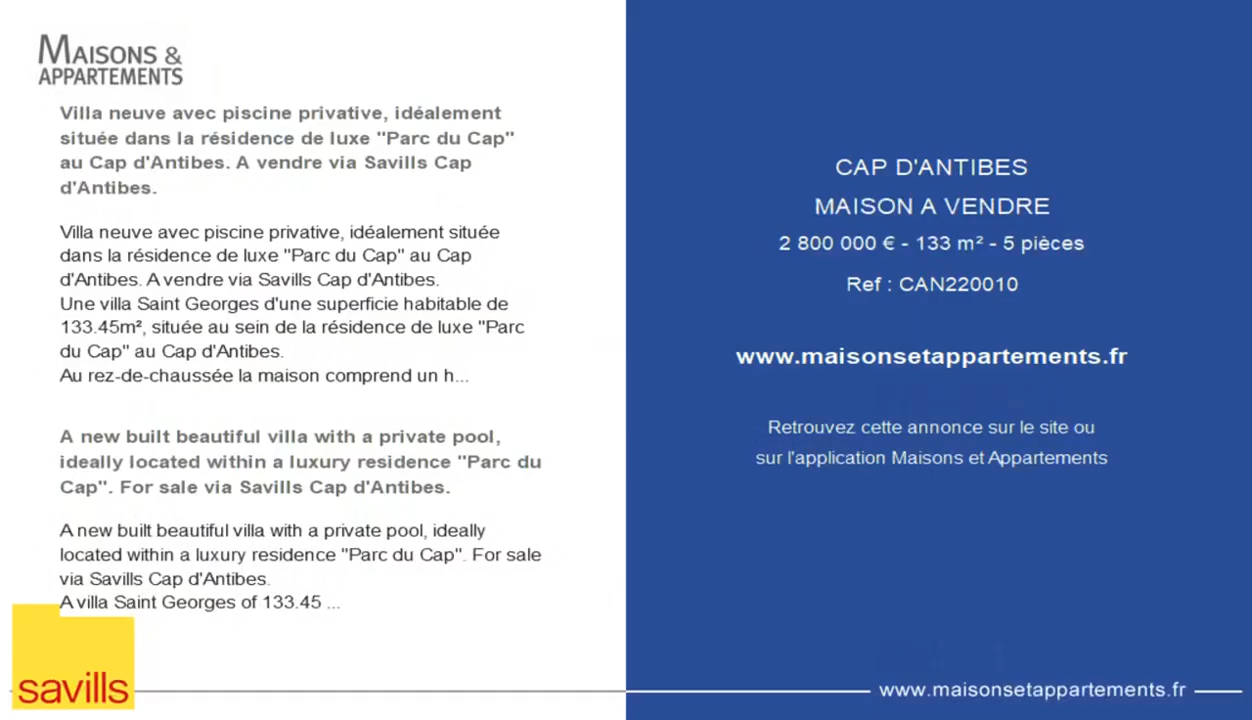 MAISONS &
APPARTEMENTS
Villa neuve avec piscine privative, idéalement
située dans la résidence de luxe "Parc du Cap"
au Cap d'Antibes. A vendre via Savills Cap
d'Antibes.
Villa neuve avec piscine privative, idéalement située
dans la résidence de luxe "Parc du Cap" au Cap
d'Antibes. A vendre via Savills Cap d'Antibes.
Une villa Saint Georges d'une superficie habitable de
133.45m², située au sein de la résidence de luxe "Parc
du Cap" au Cap d'Antibes.
Au rez-de-chaussée la maison comprend un h...
A new built beautiful villa with a private pool,
ideally located within a luxury residence "Parc du
Cap". For sale via Savills Cap d'Antibes.
A new built beautiful villa with a private pool, ideally
located within a luxury residence "Parc du Cap". For sale
via Savills Cap d'Antibes.
A villa Saint Georges of 133.45 ...
savills
CAP D'ANTIBES
MAISON A VENDRE
2 800 000 € - 133 m² - 5 pièces
Ref : CAN220010
www.maisonsetappartements.fr
Retrouvez cette annonce sur le site ou
sur l'application Maisons et Appartements
www.maisonsetappartements.fr